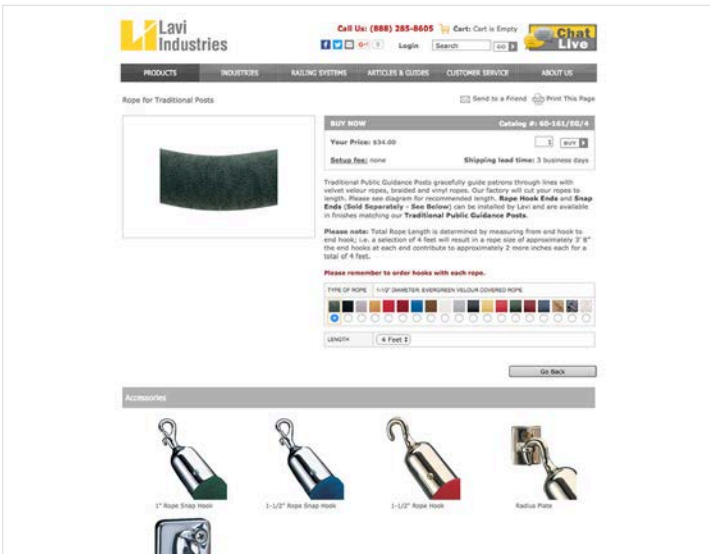 Lavi
Industries
Call Us: (888) 285-8605 Cart: Cart is Empty
Chat
Live
Login Search GO
PRODUCTS INDUSTRIES RAILING SYSTEMS ARTICLES & GUIDES CUSTOMER SERVICE ABOUT US
Rope for Traditional Posts Send to a Friend Print This Page
BUY NOW Catalog #: 60-161/EG/4
Your Price: $34.00 1 BUY
Setup fee: none Shipping lead time: 3 business days
Traditional Public Guidance Posts gracefully guide patrons through lines with
velvet velour ropes, braided and vinyl ropes. Our factory will cut your ropes to
length. Please see diagram for recommended length. Rope Hook Ends and Snap
Ends (Sold Separately - See Below) can be installed by Lavi and are available
in finishes matching our Traditional Public Guidance Posts.
Please note: Total Rope Length is determined by measuring from end hook to
end hook; i.e. a selection of 4 feet will result in a rope size of approximately 3' 8"
the end hooks at each end contribute to approximately 2 more inches each for a
total of 4 feet.
Please remember to order hooks with each rope.
TYPE OF ROPE 1-1/2" DIAMETER: EVERGREEN VELOUR COVERED ROPE
LENGTH 4 Feet
Go Back
Accessories
1" Rope Snap Hook 1-1/2" Rope Snap Hook 1-1/2" Rope Hook Radius Plate